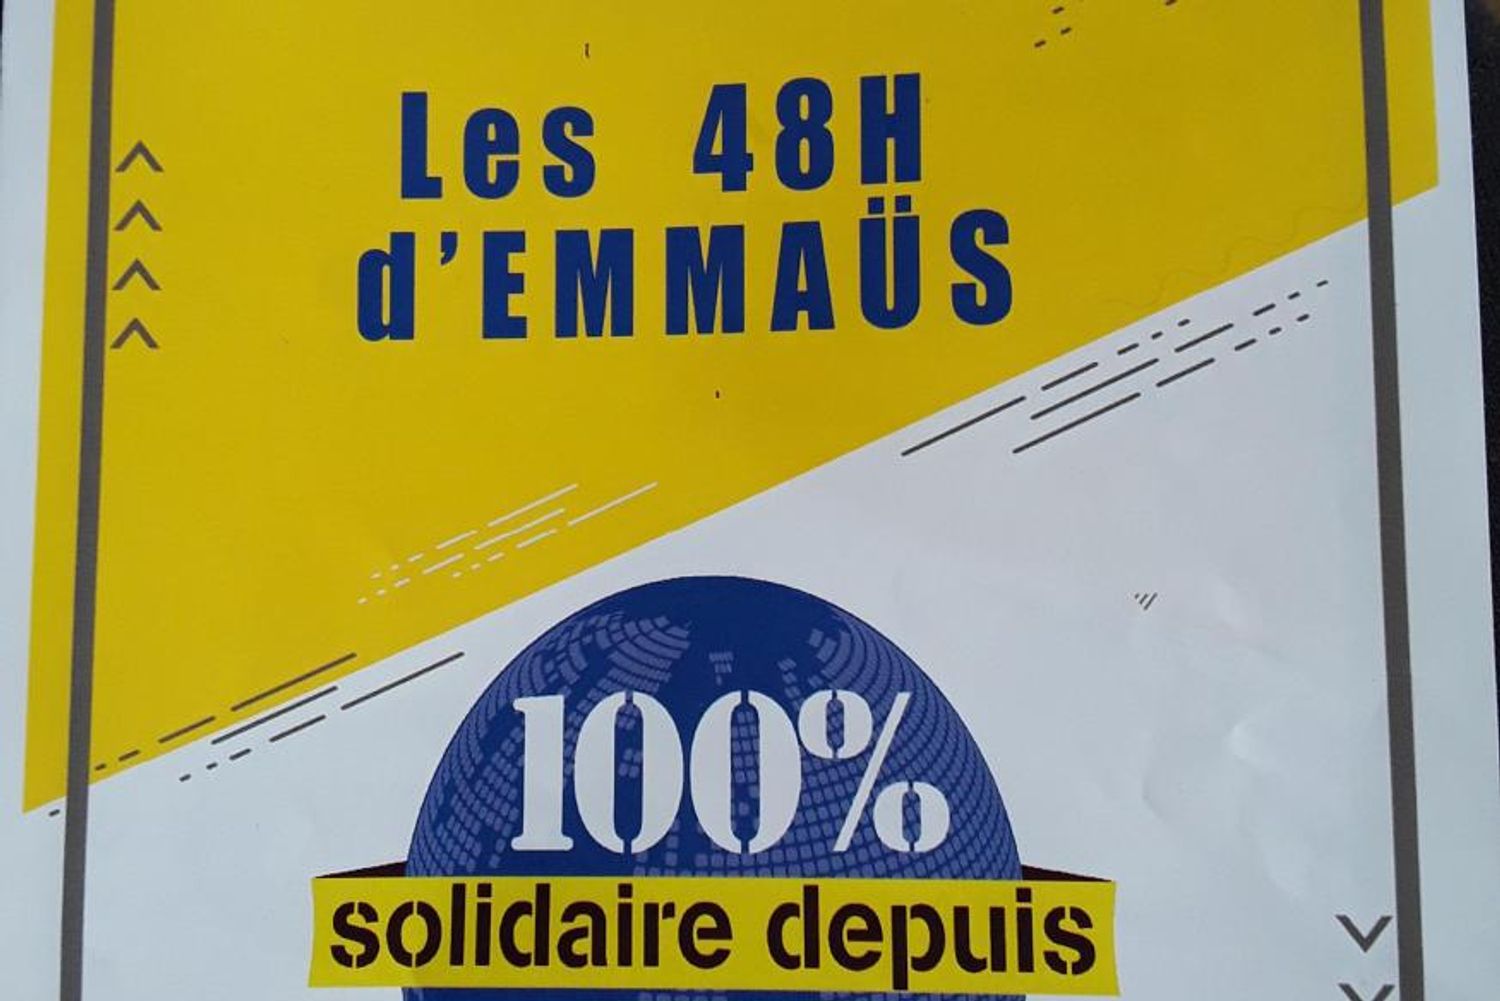 Les 48H
d'EMMAÜS
100%
solidaire depuis